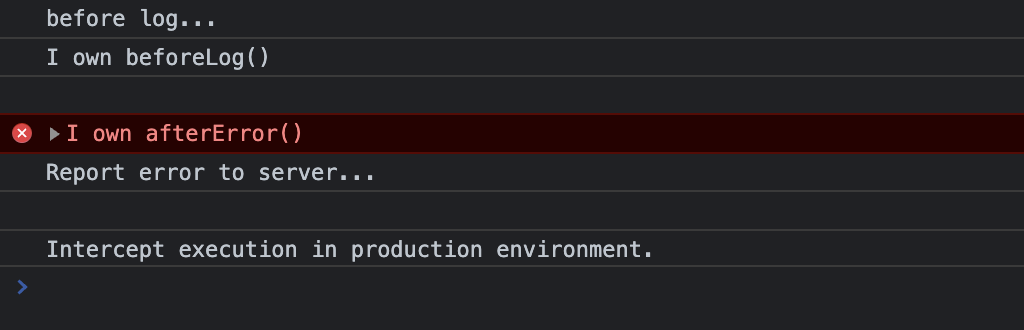 before log...
I own beforeLog()
I own afterError()
Report error to server...
Intercept execution in production environment.